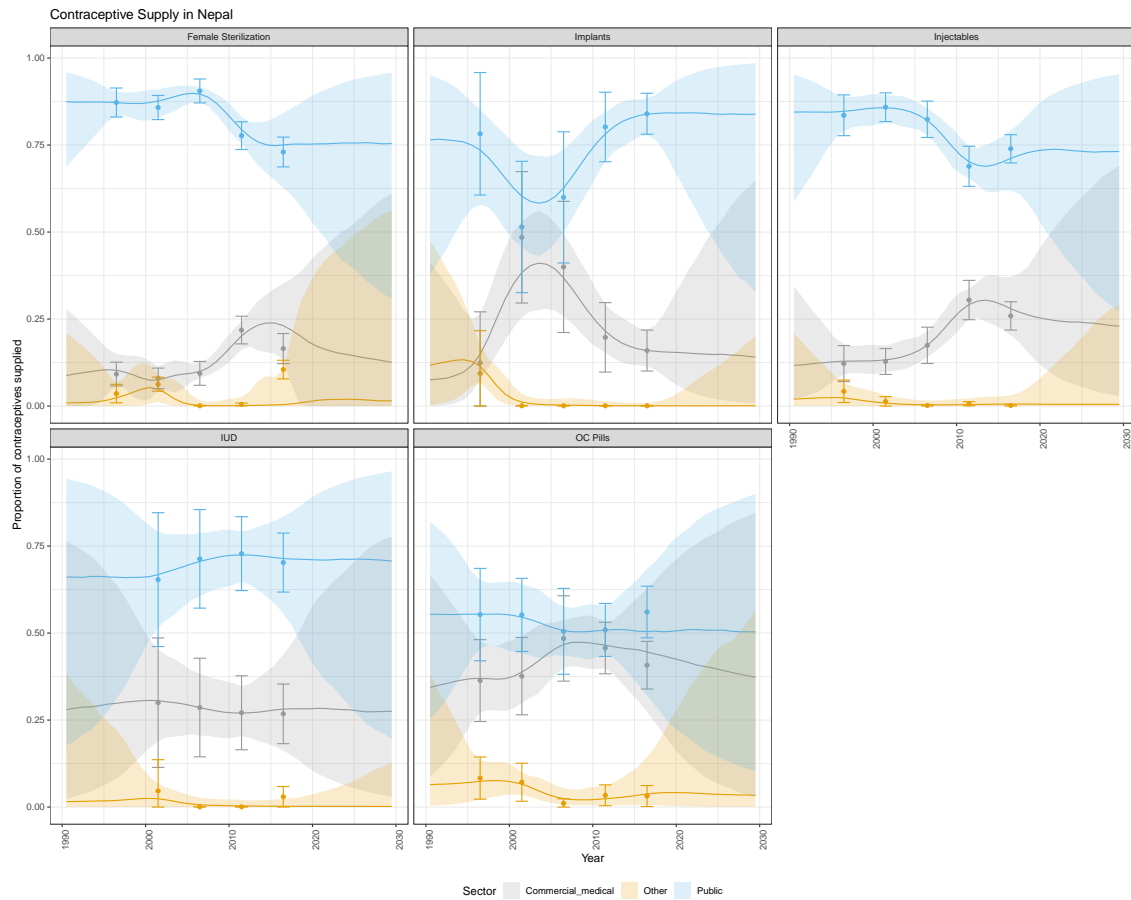 Contraceptive Supply in Nepal
Female Sterilization
Implants
Injectables
1.00
0.75
0.50
0.25
0.00
1990
2000
2010
2020
2030
IUD
OC Pills
1.00
0.75
0.50
0.25
0.00
1990
2000
2010
2020
2030
1990
2000
2010
2020
2030
Proportion of contraceptives supplied
Year
Sector
Commercial_medical
Other
Public